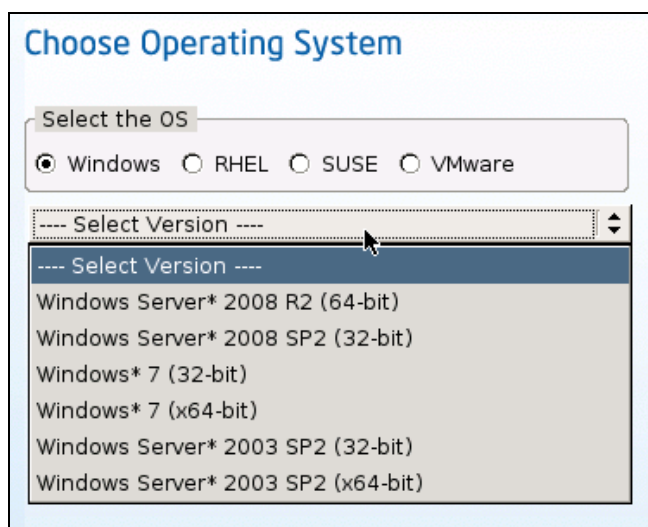 Choose Operating System
Select the OS
Windows RHEL SUSE VMware
---- Select Version ----
---- Select Version ----
Windows Server* 2008 R2 (64-bit)
Windows Server* 2008 SP2 (32-bit)
Windows* 7 (32-bit)
Windows* 7 (x64-bit)
Windows Server* 2003 SP2 (32-bit)
Windows Server* 2003 SP2 (x64-bit)